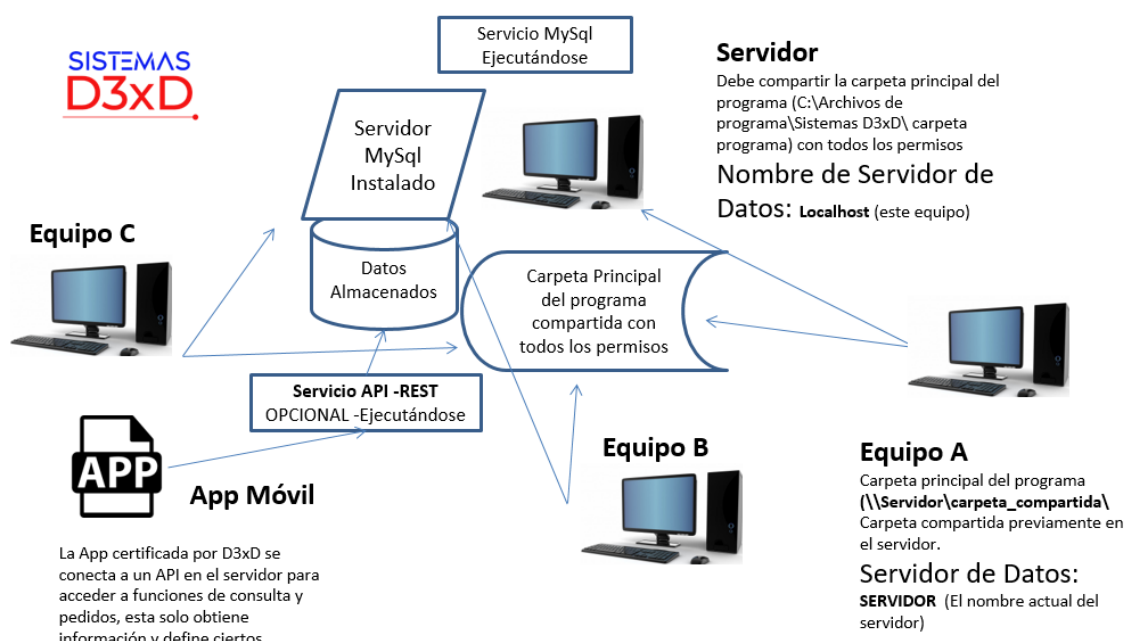 SISTEMAS
D3xD
Servicio MySql
Ejecutándose
Servidor
Debe compartir la carpeta principal del
programa (C:\Archivos de
programa\Sistemas D3xD\ carpeta
programa) con todos los permisos
Nombre de Servidor de
Datos: Localhost (este equipo)
Servidor
MySql
Instalado
Equipo C
Datos
Almacenados
Carpeta Principal
del programa
compartida con
todos los permisos
Servicio API -REST
OPCIONAL -Ejecutándose
APP
App Móvil
La App certificada por D3xD se
conecta a un API en el servidor para
acceder a funciones de consulta y
pedidos, esta solo obtiene
información y define ciertos
Equipo B
Equipo A
Carpeta principal del programa
(\\Servidor\carpeta_compartida\
Carpeta compartida previamente en
el servidor.
Servidor de Datos:
SERVIDOR (El nombre actual del
servidor)